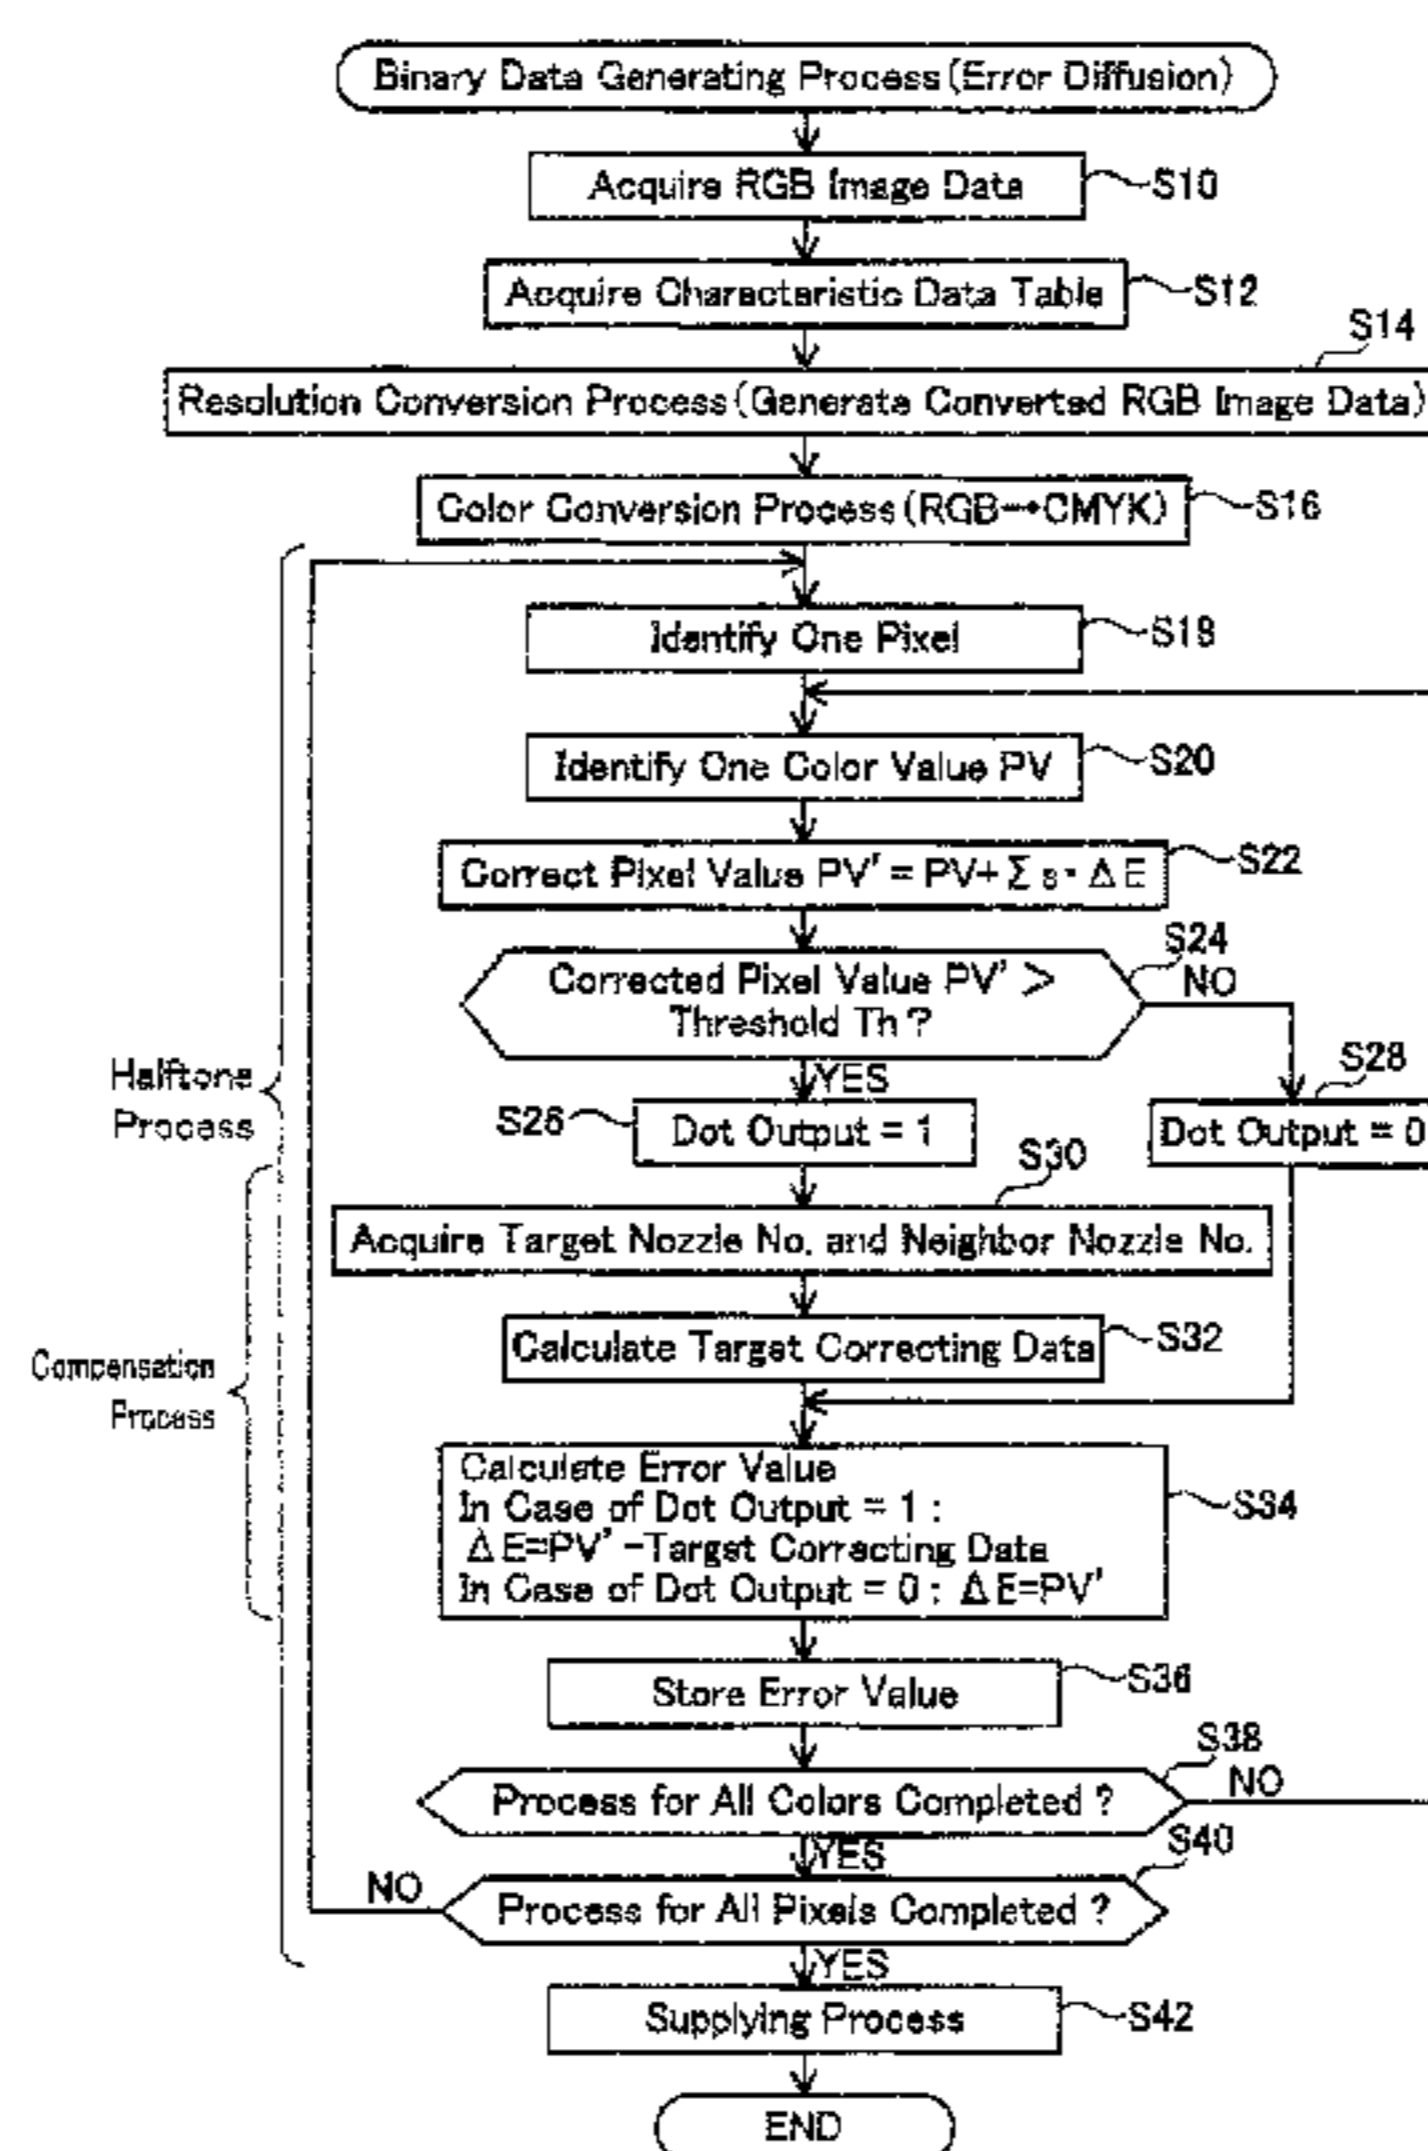 Binary Data Generating Process (Error Diffusion)
Acquire RGB Image Data
S10
Acquire Characteristic Data Table
S12
S14
Resolution Conversion Process (Generate Converted RGB Image Data)
Color Conversion Process (RGB→CMYK)
S16
Identify One Pixel
S19
Identify One Color Value PV
S20
Correct Pixel Value PV' = PV+Σs・ΔE
S22
S24
Corrected Pixel Value PV' >
Threshold Th ?
NO
YES
S28
S26
Dot Output = 1
Dot Output = 0
Halftone
Process
S30
Acquire Target Nozzle No. and Neighbor Nozzle No.
Calculate Target Correcting Data
S32
Compensation
Process
Calculate Error Value
In Case of Dot Output = 1 :
ΔE=PV' -Target Correcting Data
In Case of Dot Output = 0 : ΔE=PV'
S34
Store Error Value
S36
S38
Process for All Colors Completed ?
NO
YES
S40
NO
Process for All Pixels Completed ?
YES
Supplying Process
S42
END